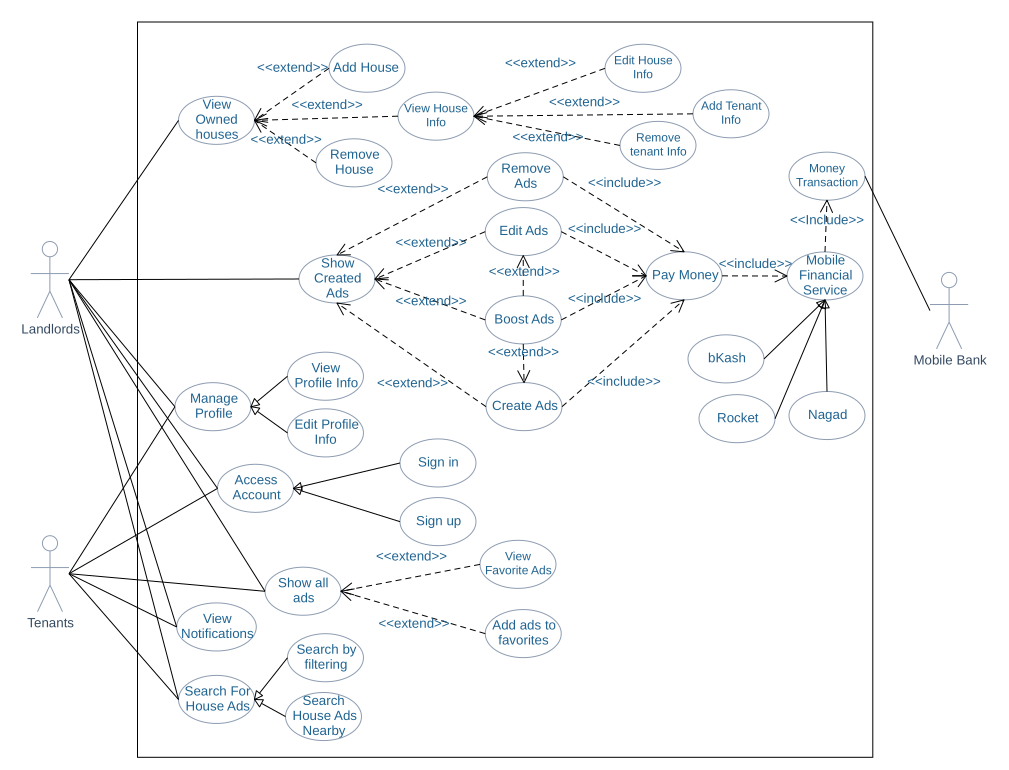 <<extend>>
Add House
<<extend>>
Edit House
Info
View
Owned
houses
<<extend>>
View House
Info
<<extend>>
Add Tenant
Info
<<extend>>
Remove
House
<<extend>>
Remove
tenant Info
<<extend>>
Remove
Ads
<<include>>
Money
Transaction
<<extend>>
Edit Ads
<<include>>
<<Include>>
Show
Created
Ads
<<extend>>
Pay Money
<<include>>
Mobile
Financial
Service
<<extend>>
Boost Ads
<<include>>
Landlords
<<extend>>
Mobile Bank
bKash
<<extend>>
Create Ads
<<include>>
Rocket
Nagad
View
Profile Info
Manage
Profile
Edit Profile
Info
Access
Account
Sign in
Sign up
<<extend>>
View
Favorite Ads
Show all
ads
<<extend>>
Add ads to
favorites
Tenants
View
Notifications
Search by
filtering
Search For
House Ads
Search
House Ads
Nearby